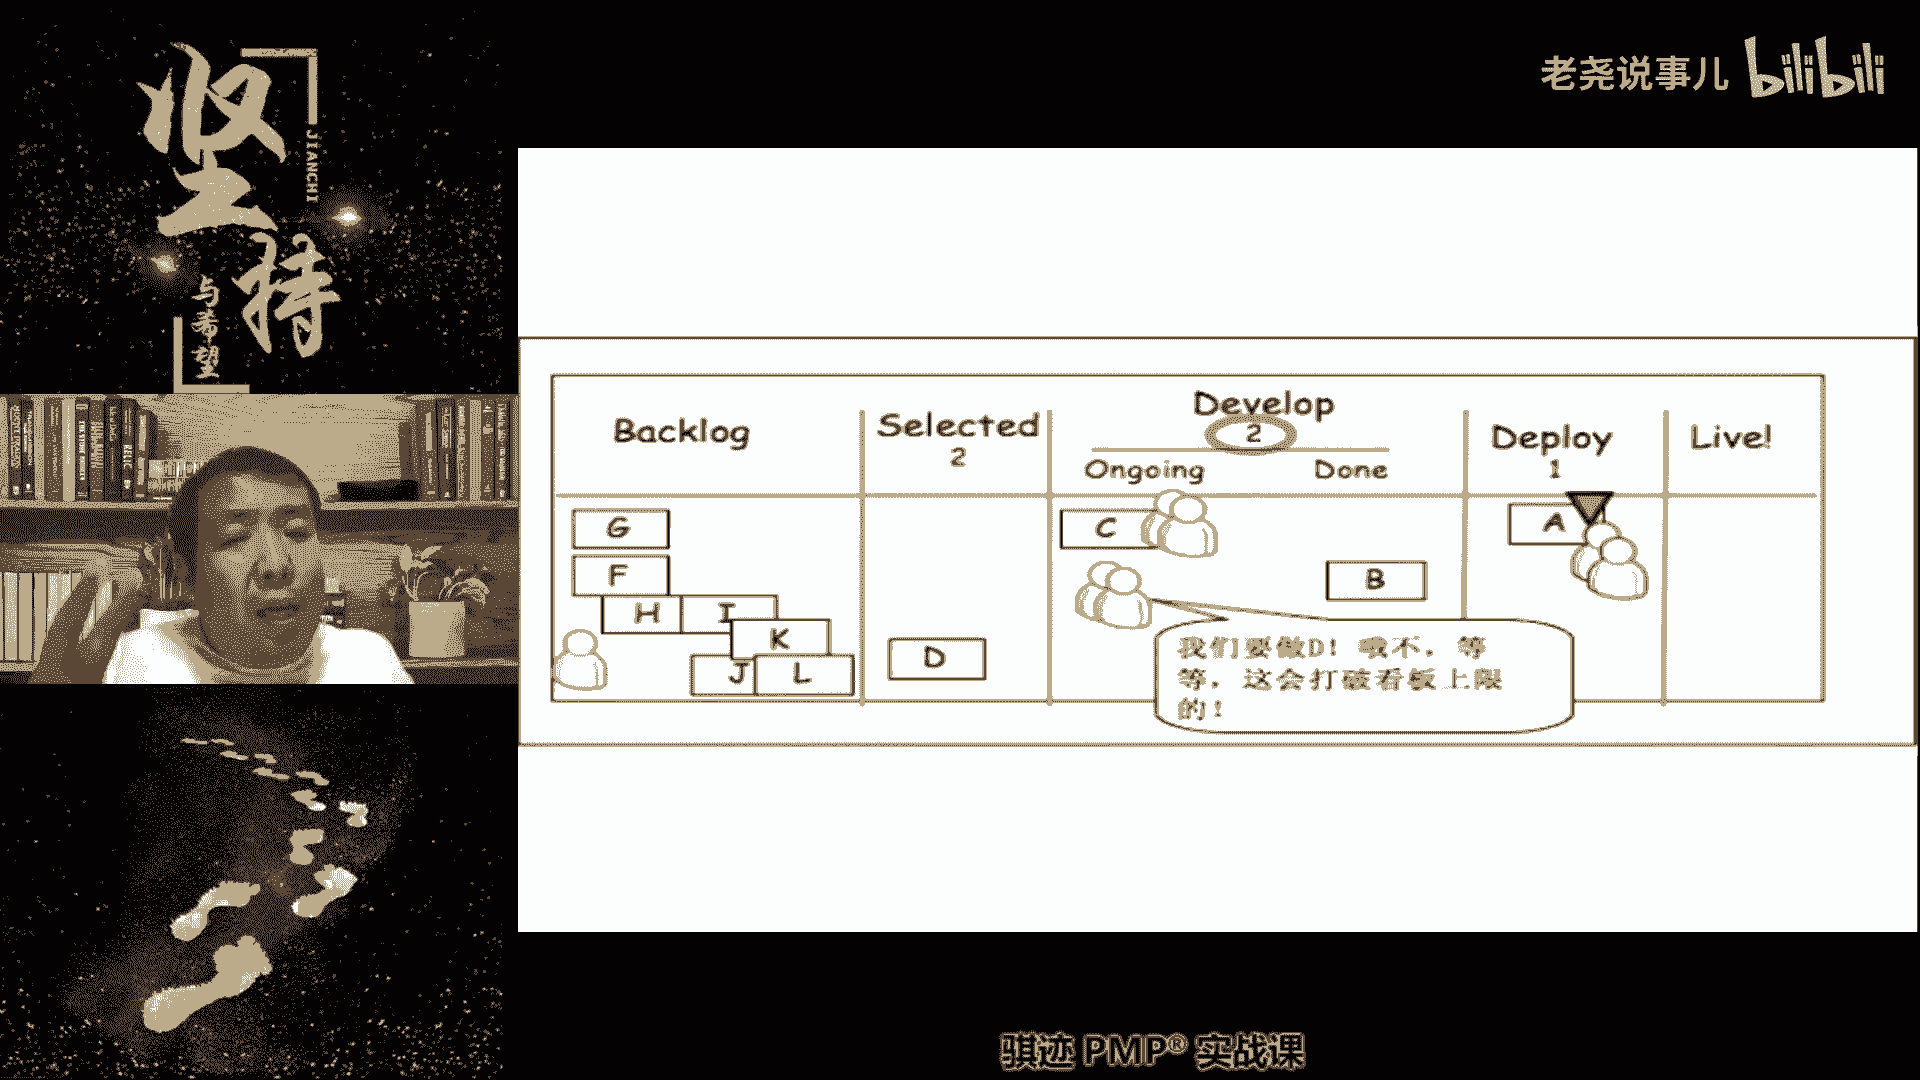 坚持
JIANCHI
与希望
老尧说事儿 bilibili
Backlog
Selected
2
Develop
2
Ongoing
Done
Deploy
1
Live!
G
F
H
I
K
J
L
D
C
B
A
我们要做D! 哦不, 等
等, 这会打破看板上限
的!
骐迹 PMP® 实战课